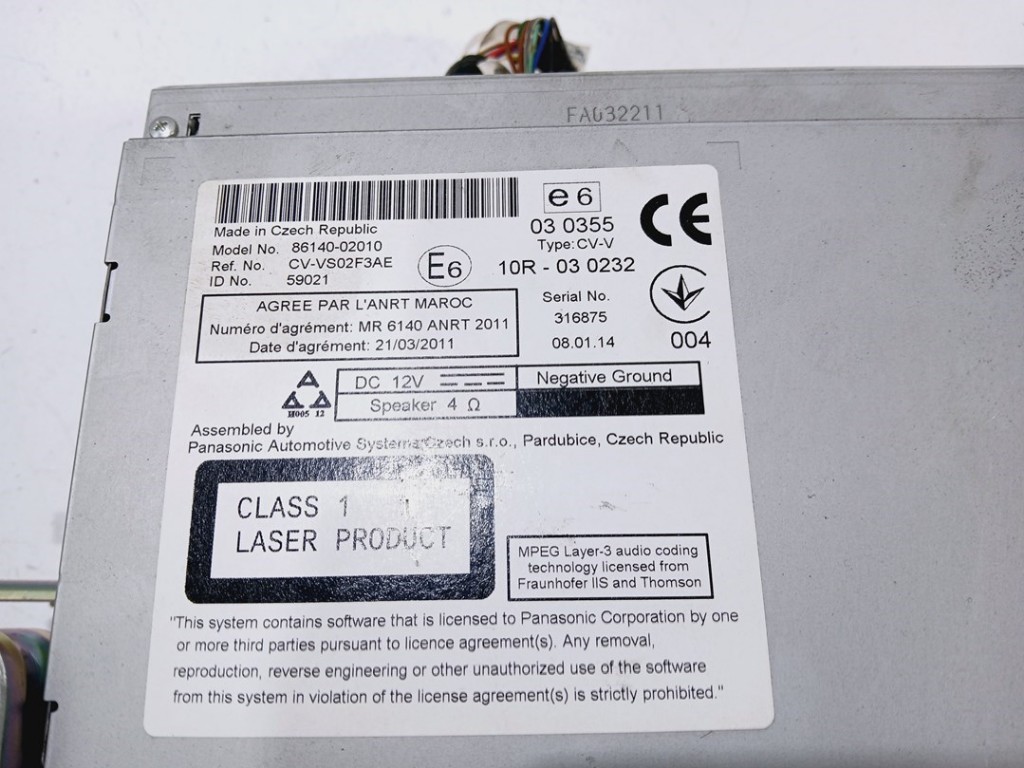 FA032211
e6
Made in Czech Republic
03 0355
CE
Type: CV-V
Model No. 86140-02010
Ref. No. CV-VS02F3AE
E6
10R - 03 0232
ID No. 59021
AGREE PAR L'ANRT MAROC
Numéro d'agrément: MR 6140 ANRT 2011
Date d'agrément: 21/03/2011
Serial No.
316875
08.01.14
004
DC 12V
Negative Ground
Speaker 4 Ω
Assembled by
Panasonic Automotive Systems Czech s.r.o., Pardubice, Czech Republic
CLASS 1
LASER PRODUCT
MPEG Layer-3 audio coding
technology licensed from
Fraunhofer IIS and Thomson
"This system contains software that is licensed to Panasonic Corporation by one
or more third parties pursuant to licence agreement(s). Any removal,
reproduction, reverse engineering or other unauthorized use of the software
from this system in violation of the license agreement(s) is strictly prohibited."